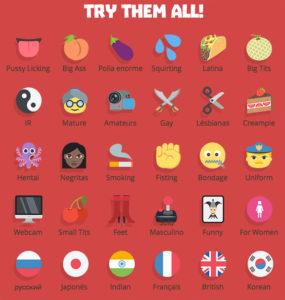 TRY THEM ALL!
Pussy Licking Big Ass Polla enorme Squirting Latina Big Tits
IR Mature Amateurs Gay Lesbianas Creampie
Hentai Negritas Smoking Fisting Bondage Uniform
Webcam Small Tits Feet Masculino Funny For Women
русский Japonés Indian Français British Korean